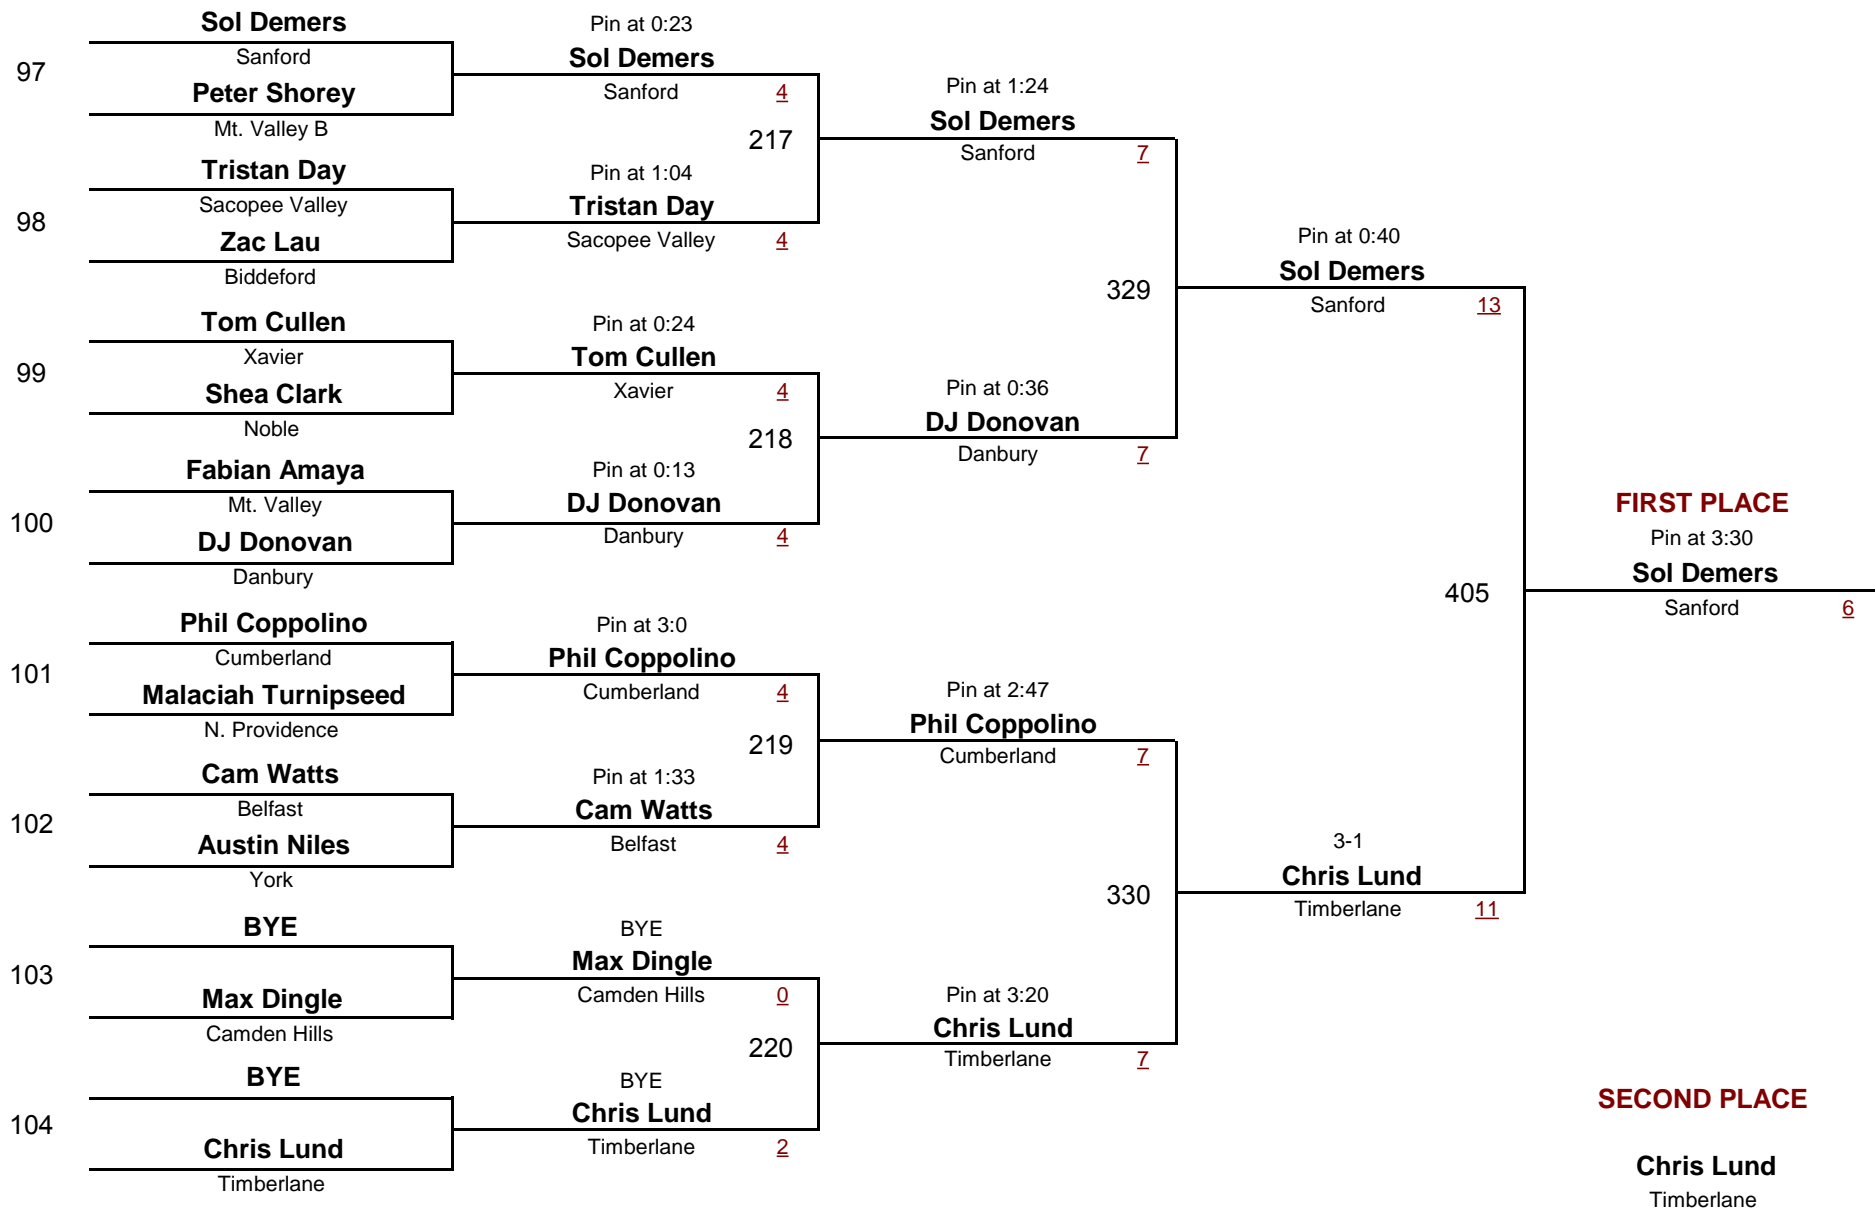 Sol Demers
Sanford
97
Peter Shorey
Mt. Valley B
Tristan Day
Sacopee Valley
98
Zac Lau
Biddeford
Tom Cullen
Xavier
99
Shea Clark
Noble
Fabian Amaya
Mt. Valley
100
DJ Donovan
Danbury
Phil Coppolino
Cumberland
101
Malaciah Turnipseed
N. Providence
Cam Watts
Belfast
102
Austin Niles
York
BYE
103
Max Dingle
Camden Hills
BYE
104
Chris Lund
Timberlane
Pin at 0:23
Sol Demers
Sanford 4
217
Pin at 1:04
Tristan Day
Sacopee Valley 4
Pin at 0:24
Tom Cullen
Xavier 4
218
Pin at 0:13
DJ Donovan
Danbury 4
Pin at 3:0
Phil Coppolino
Cumberland 4
219
Pin at 1:33
Cam Watts
Belfast 4
BYE
Max Dingle
Camden Hills 0
220
BYE
Chris Lund
Timberlane 2
Pin at 1:24
Sol Demers
Sanford 7
329
Pin at 0:36
DJ Donovan
Danbury 7
Pin at 2:47
Phil Coppolino
Cumberland 7
330
Pin at 3:20
Chris Lund
Timberlane 7
Pin at 0:40
Sol Demers
Sanford 13
405
3-1
Chris Lund
Timberlane 11
FIRST PLACE
Pin at 3:30
Sol Demers
Sanford 6
SECOND PLACE
Chris Lund
Timberlane